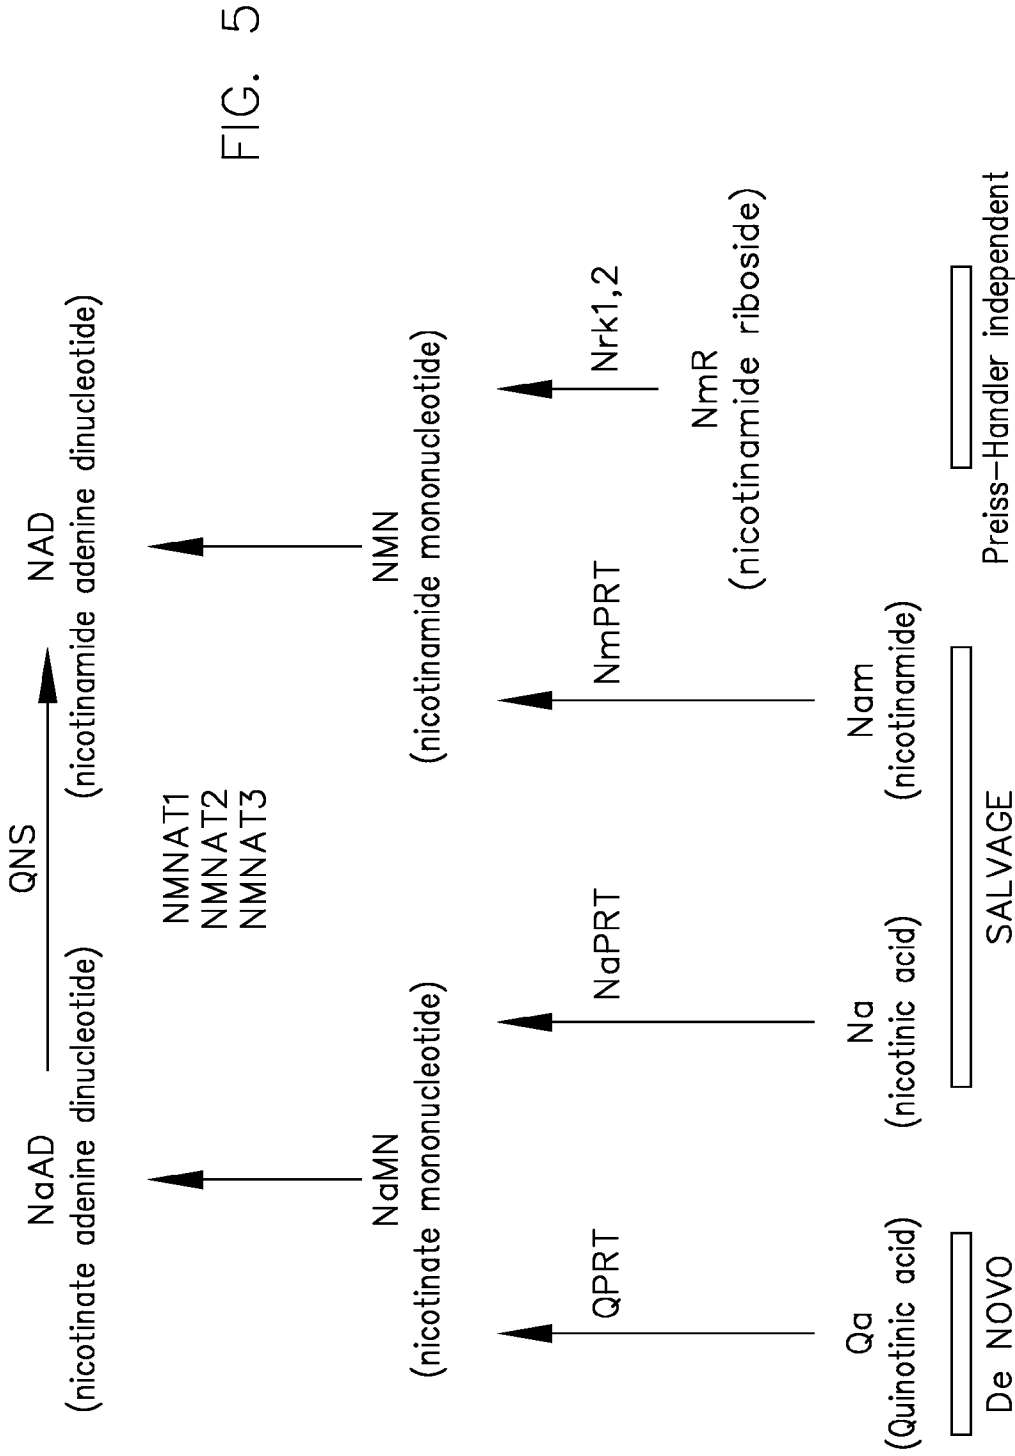 FIG. 5
QNS
NaAD
(nicotinate adenine dinucleotide)
NAD
(nicotinamide adenine dinucleotide)
NMNAT1
NMNAT2
NMNAT3
NaMN
(nicotinate mononucleotide)
NMN
(nicotinamide mononucleotide)
QPRT
NaPRT
NmPRT
Nrk1,2
NmR
(nicotinamide riboside)
Qa
(Quinotinic acid)
Na
(nicotinic acid)
Nam
(nicotinamide)
De NOVO
SALVAGE
Preiss-Handler independent